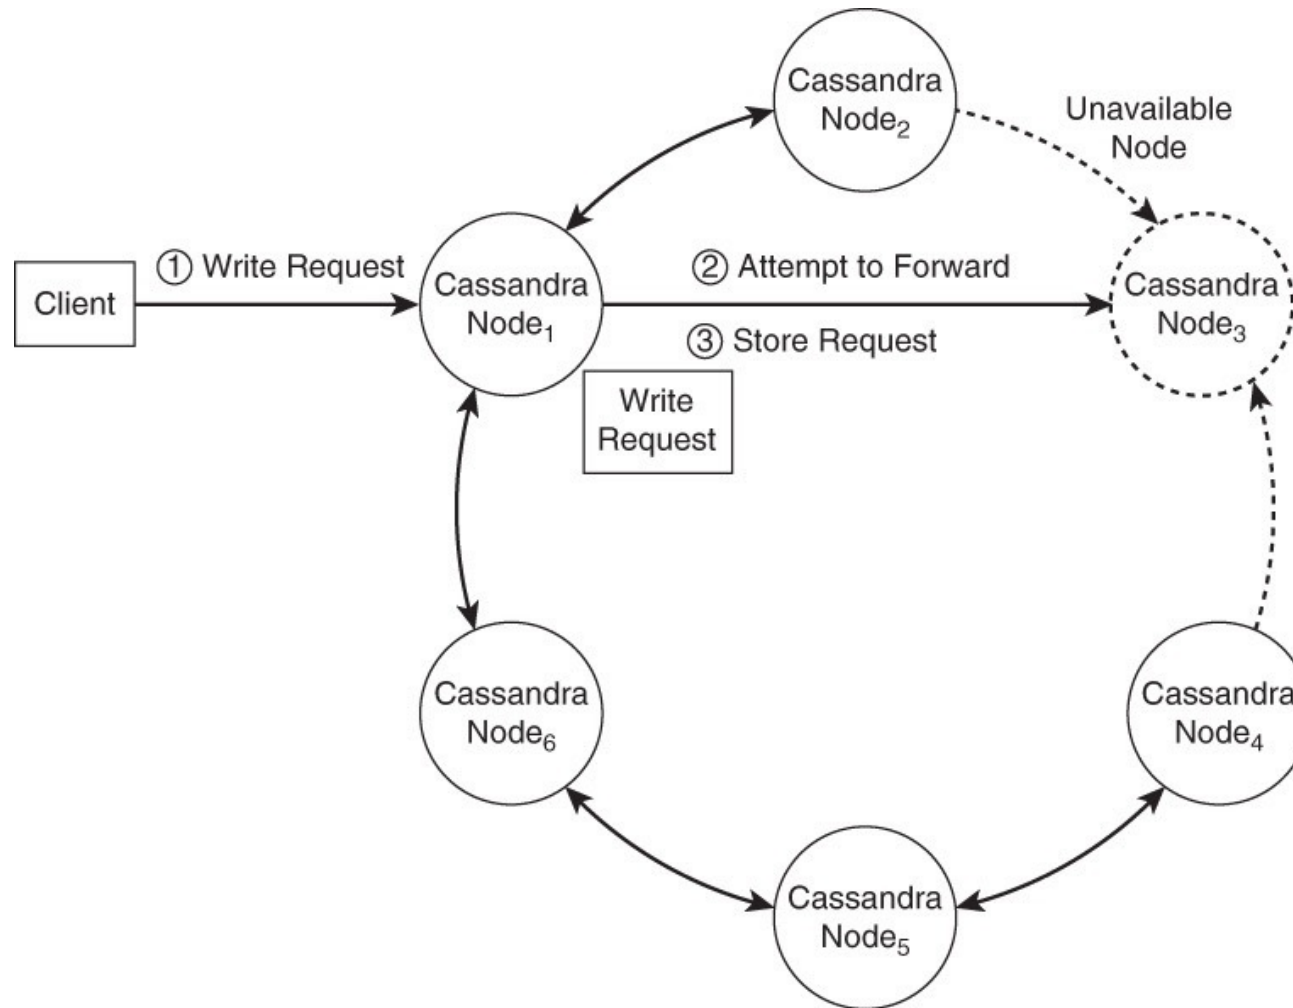 Cassandra
Node₂
Unavailable
Node
① Write Request
Client
Cassandra
Node₁
② Attempt to Forward
③ Store Request
Cassandra
Node₃
Write
Request
Cassandra
Node₆
Cassandra
Node₄
Cassandra
Node₅